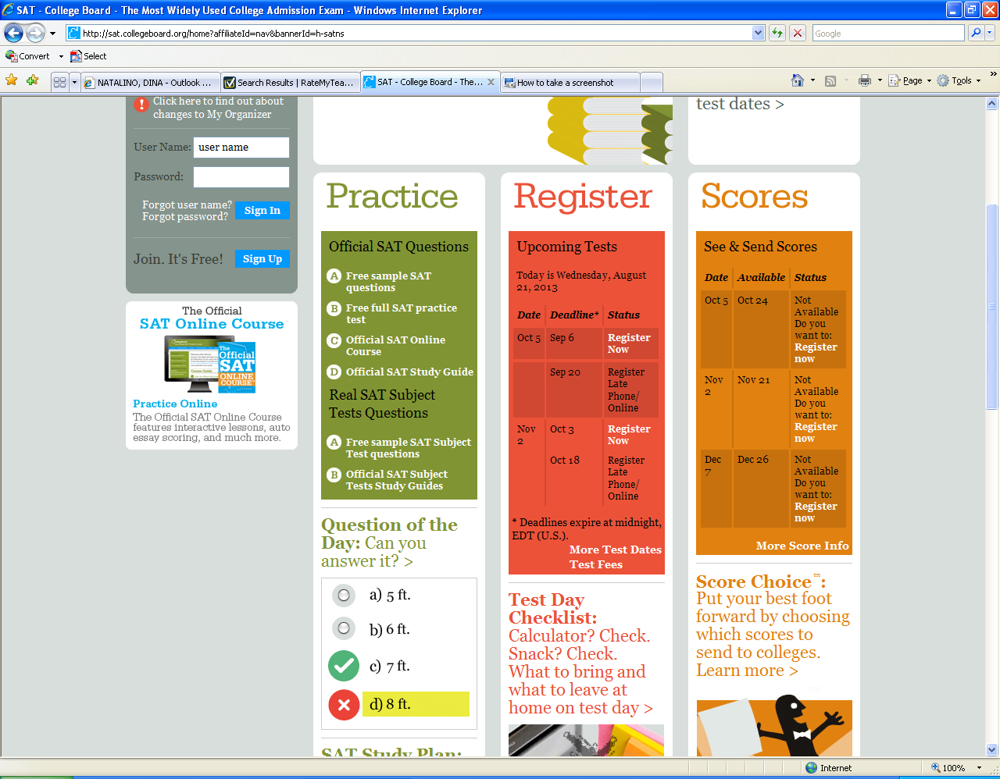 SAT - College Board - The Most Widely Used College Admission Exam - Windows Internet Explorer
http://sat.collegeboard.org/home?affiliateId=nav&bannerId=h-satns
Google
Convert
Select
NATALINO, DINA - Outlook ...
Search Results | RateMyTea...
SAT - College Board - The...
How to take a screenshot
Page
Tools
Click here to find out about
changes to My Organizer
User Name:
user name
Password:
Forgot user name?
Forgot password?
Sign In
Join. It's Free!
Sign Up
The Official
SAT Online Course
The
Official
SAT
ONLINE
COURSE
Practice Online
The Official SAT Online Course
features interactive lessons, auto
essay scoring, and much more.
test dates >
Practice
Official SAT Questions
A Free sample SAT
questions
B Free full SAT practice
test
C Official SAT Online
Course
D Official SAT Study Guide
Real SAT Subject
Tests Questions
A Free sample SAT Subject
Test questions
B Official SAT Subject
Tests Study Guides
Question of the
Day: Can you
answer it? >
a) 5 ft.
b) 6 ft.
c) 7 ft.
d) 8 ft.
SAT Study Plan:
Register
Upcoming Tests
Today is Wednesday, August
21, 2013
Date Deadline* Status
Oct 5 Sep 6 Register
Now
Sep 20 Register
Late
Phone/
Online
Nov Oct 3 Register
2 Now
Oct 18 Register
Late
Phone/
Online
* Deadlines expire at midnight,
EDT (U.S.).
More Test Dates
Test Fees
Test Day
Checklist:
Calculator? Check.
Snack? Check.
What to bring and
what to leave at
home on test day >
Scores
See & Send Scores
Date Available Status
Oct 5 Oct 24 Not
Available
Do you
want to:
Register
now
Nov Nov 21 Not
2 Available
Do you
want to:
Register
now
Dec Dec 26 Not
7 Available
Do you
want to:
Register
now
More Score Info
Score Choice™:
Put your best foot
forward by choosing
which scores to
send to colleges.
Learn more >
Internet
100%